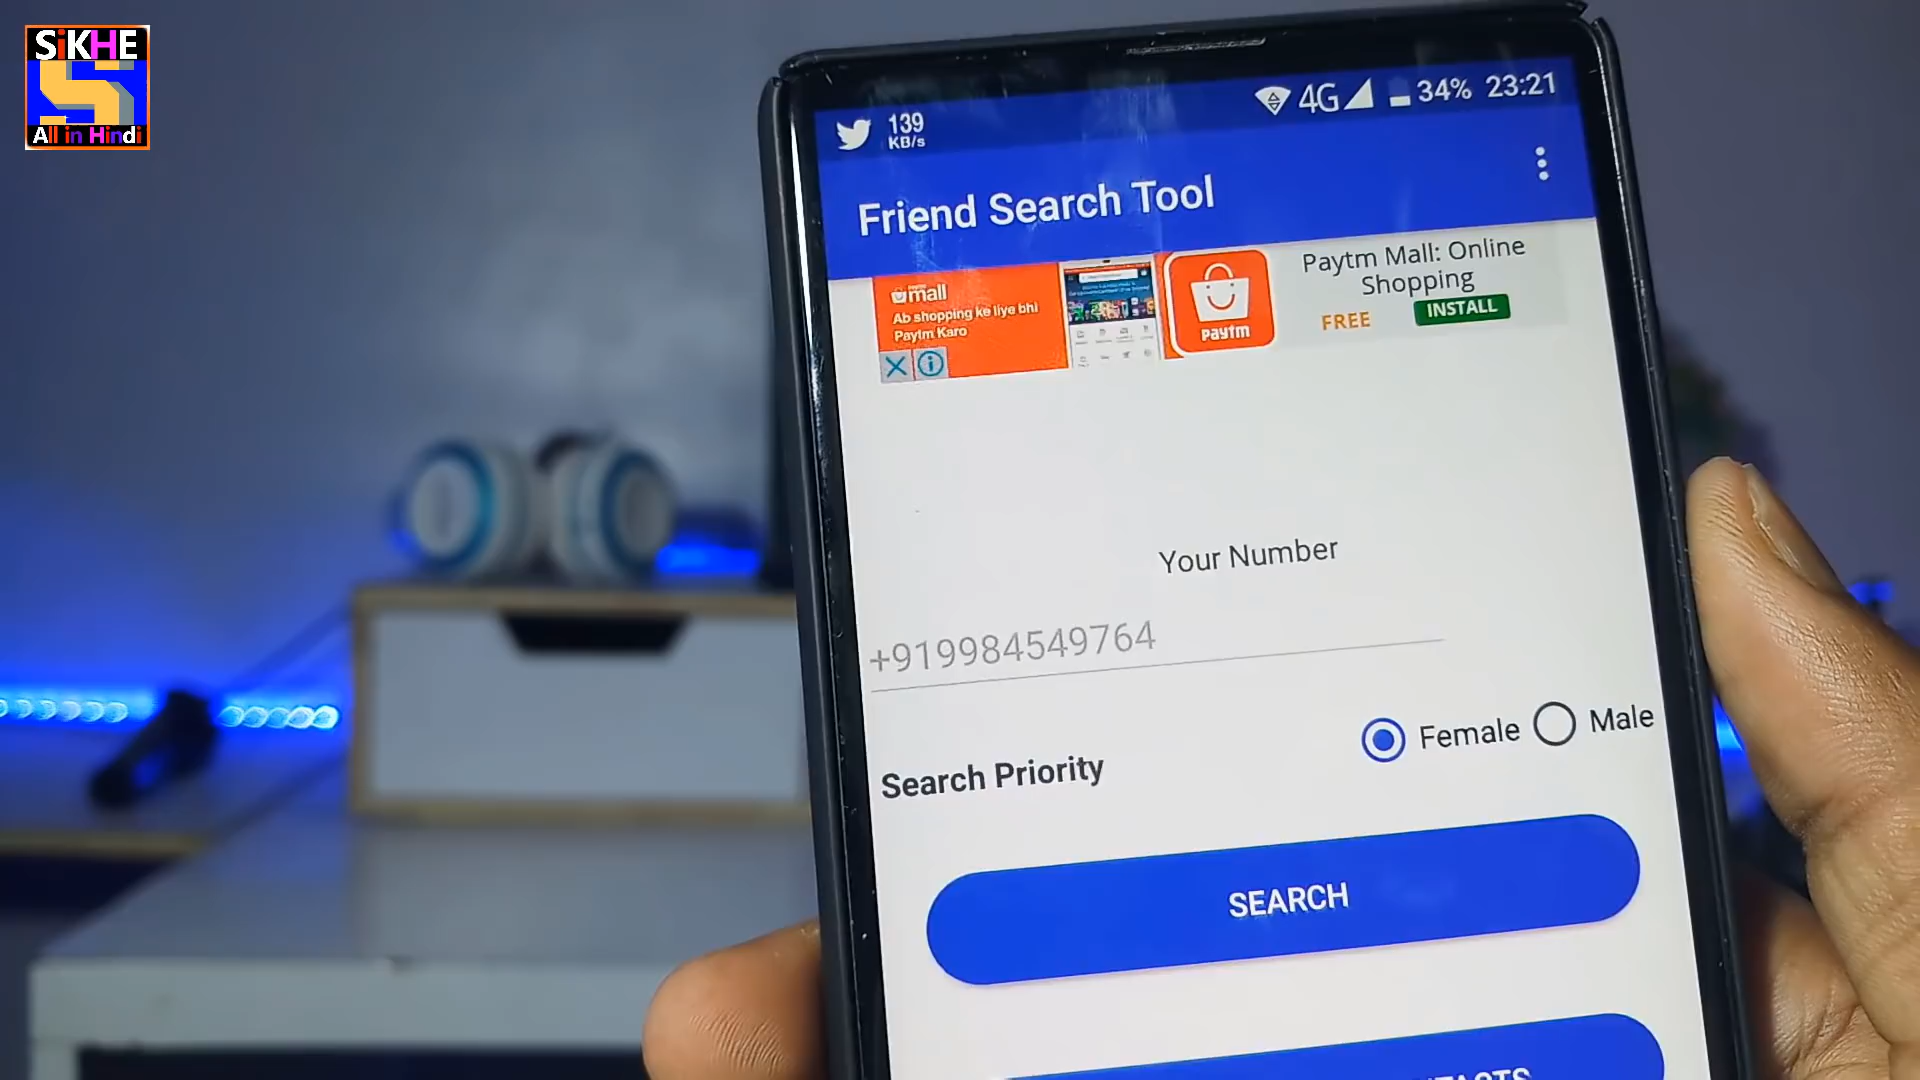 SiKHE
All in Hindi
139
KB/s
4G
34%
23:21
Friend Search Tool
mall
Ab shopping ke liye bhi
Paytm Karo
paytm
Paytm Mall: Online
Shopping
FREE
INSTALL
Your Number
+919984549764
Search Priority
Female
Male
SEARCH